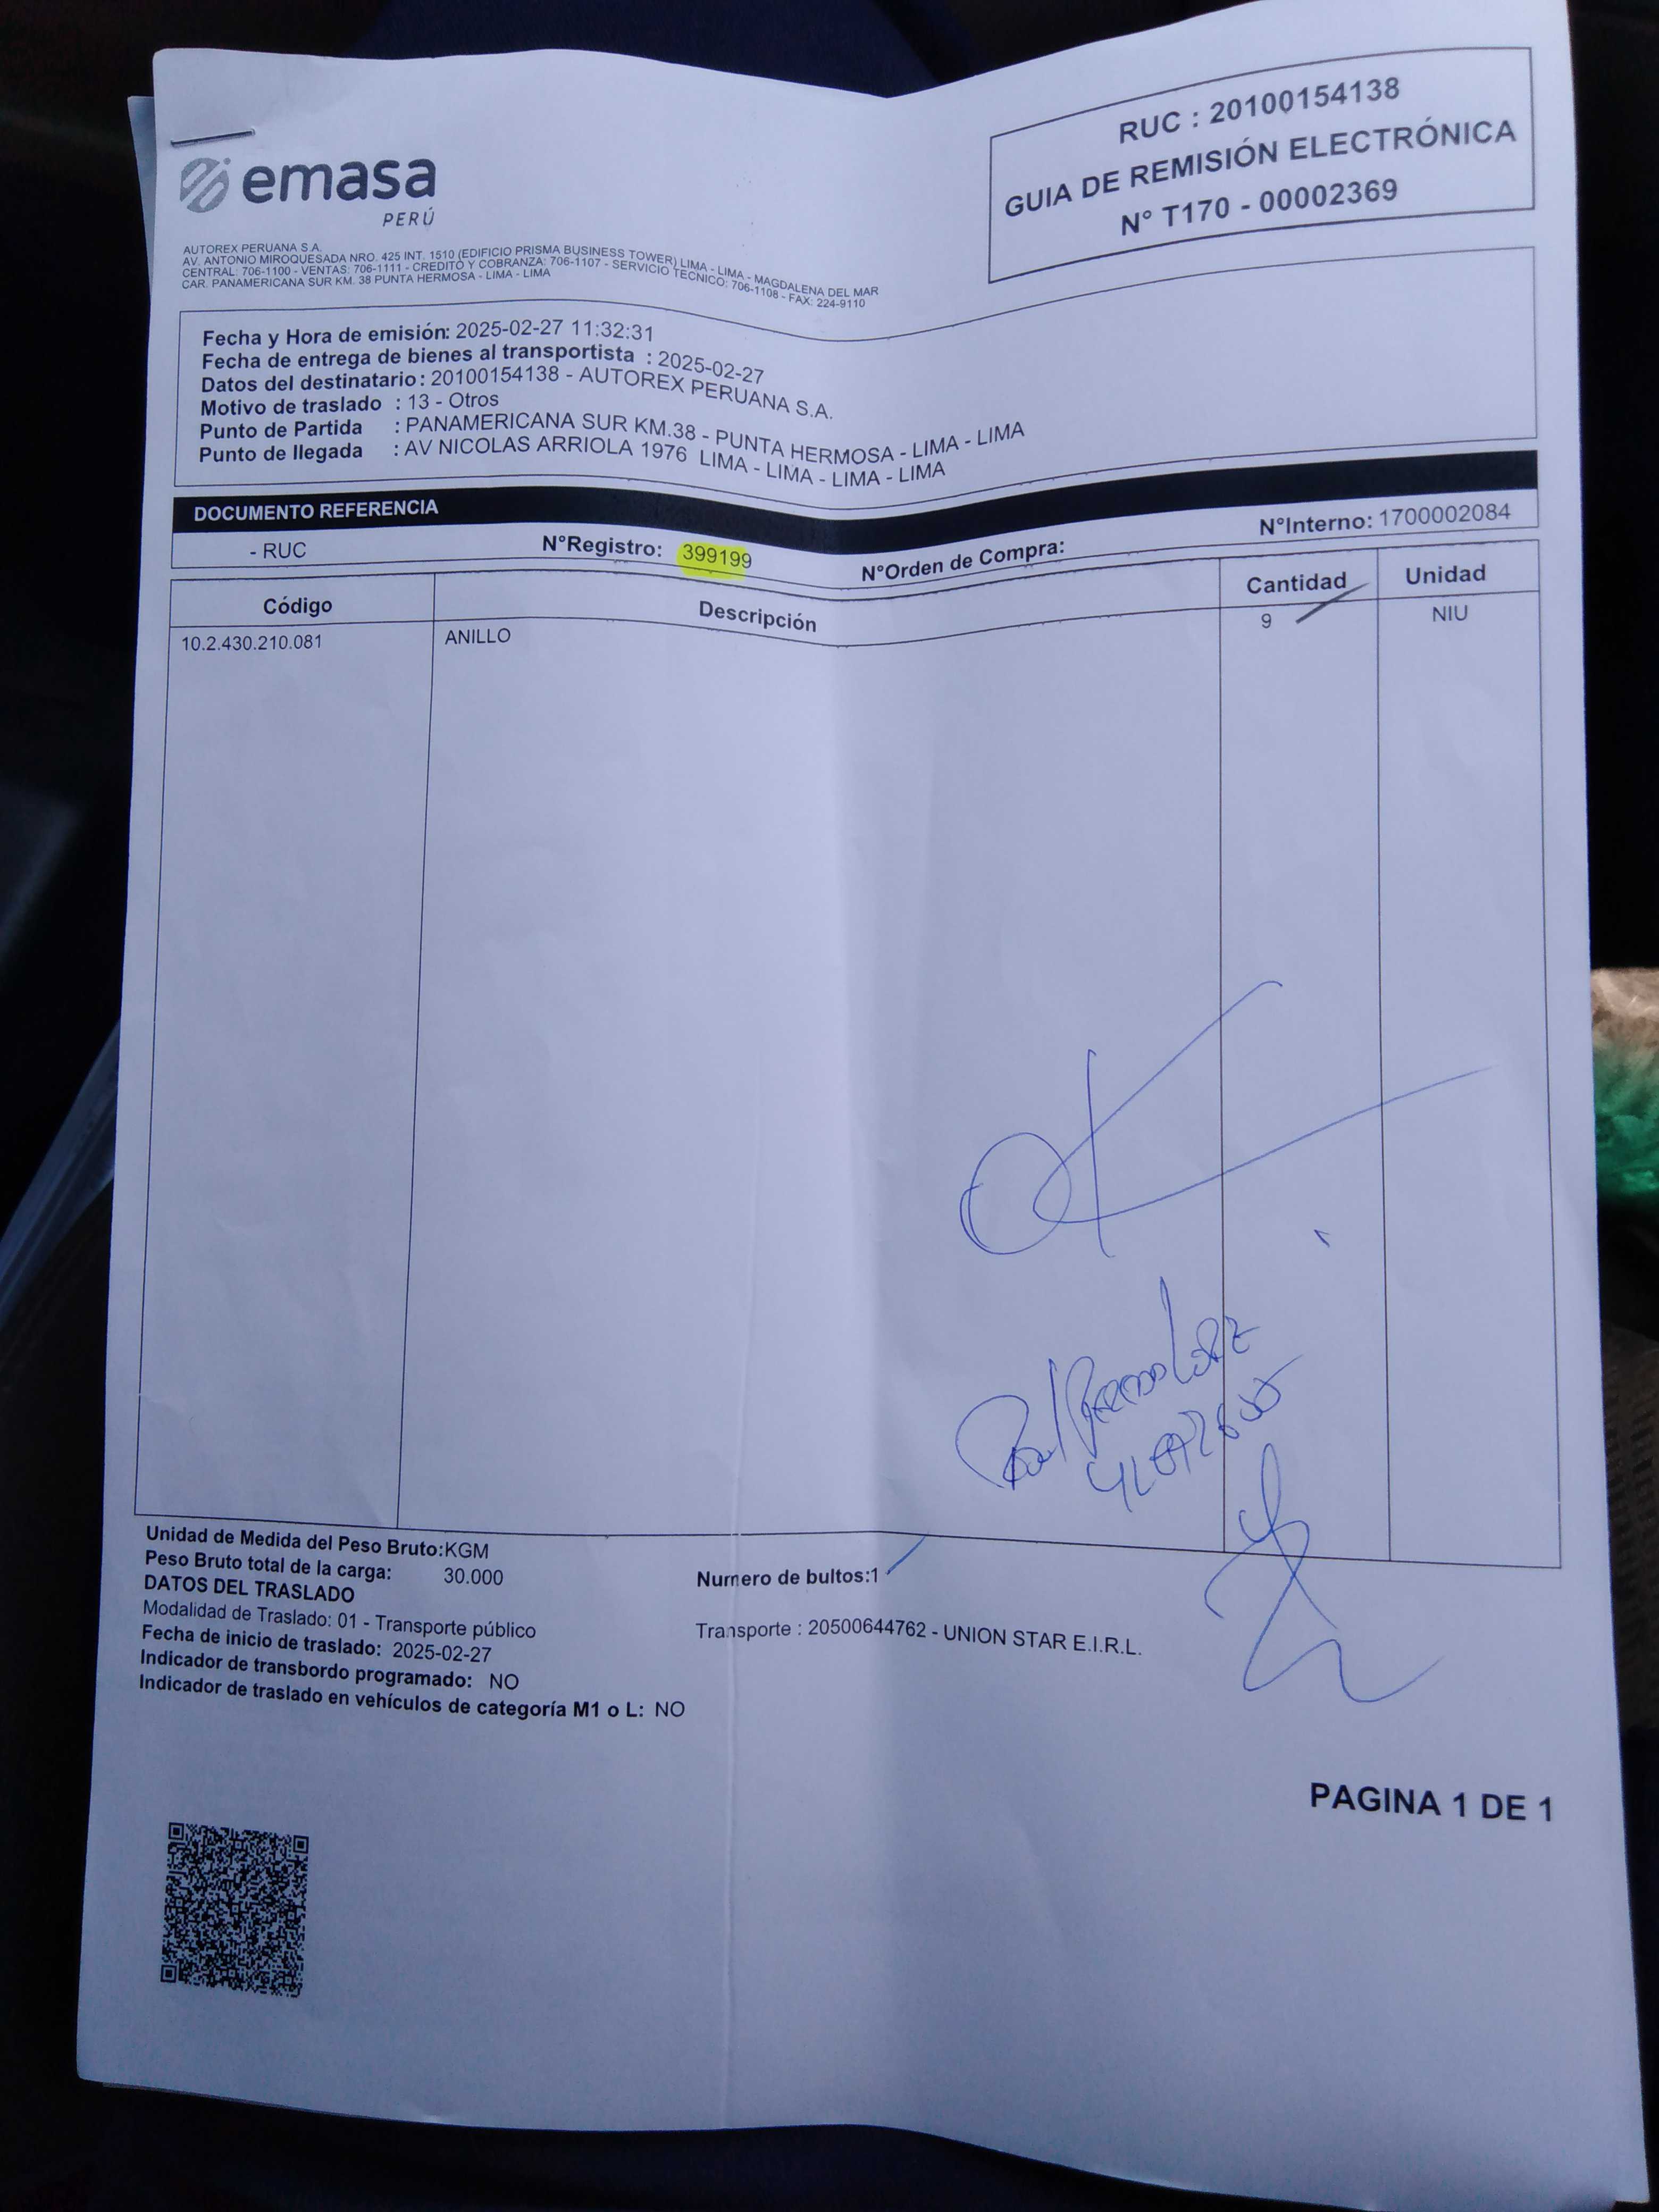 emasa
PERÚ
RUC : 20100154138
GUIA DE REMISIÓN ELECTRÓNICA
N° T170 - 00002369
AUTOREX PERUANA S.A.
AV. ANTONIO MIROQUESADA NRO. 425 INT. 1510 (EDIFICIO PRISMA BUSINESS TOWER) LIMA - LIMA - MAGDALENA DEL MAR
CENTRAL: 706-1100 - VENTAS: 706-1111 - CREDITO Y COBRANZA: 706-1107 - SERVICIO TECNICO: 706-1108 - FAX: 224-9110
CAR. PANAMERICANA SUR KM. 38 PUNTA HERMOSA - LIMA - LIMA
Fecha y Hora de emisión: 2025-02-27 11:32:31
Fecha de entrega de bienes al transportista : 2025-02-27
Datos del destinatario: 20100154138 - AUTOREX PERUANA S.A.
Motivo de traslado : 13 - Otros
Punto de Partida : PANAMERICANA SUR KM.38 - PUNTA HERMOSA - LIMA - LIMA
Punto de llegada : AV NICOLAS ARRIOLA 1976 LIMA - LIMA - LIMA - LIMA
DOCUMENTO REFERENCIA
- RUC N°Registro: 399199 N°Orden de Compra: N°Interno: 1700002084
Código Descripción Cantidad Unidad
10.2.430.210.081 ANILLO 9 NIU
OK
Unidad de Medida del Peso Bruto:KGM
Peso Bruto total de la carga: 30.000 Numero de bultos:1
DATOS DEL TRASLADO
Modalidad de Traslado: 01 - Transporte público Transporte : 20500644762 - UNION STAR E.I.R.L.
Fecha de inicio de traslado: 2025-02-27
Indicador de transbordo programado: NO
Indicador de traslado en vehículos de categoría M1 o L: NO
PAGINA 1 DE 1